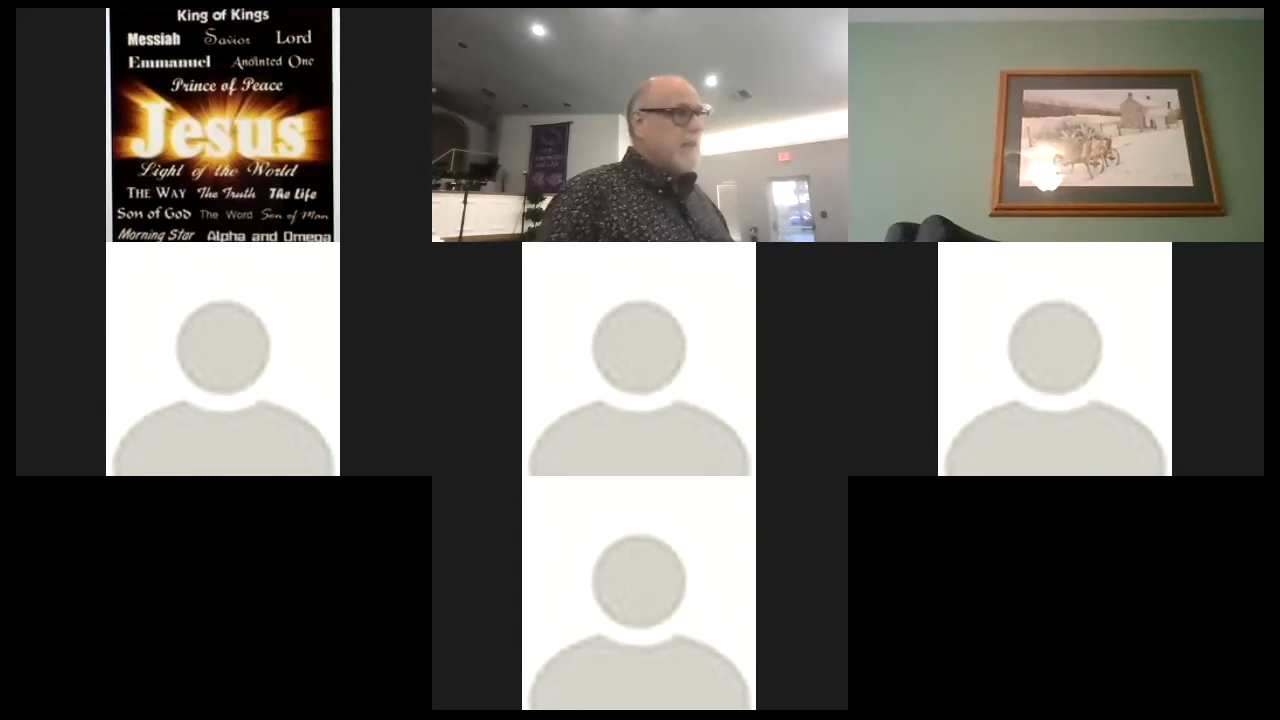 King of Kings
Messiah Savior Lord
Emmanuel Anointed One
Prince of Peace
Jesus
Light of the World
THE WAY The Truth The Life
Son of God The Word Son of Man
Morning Star Alpha and Omega